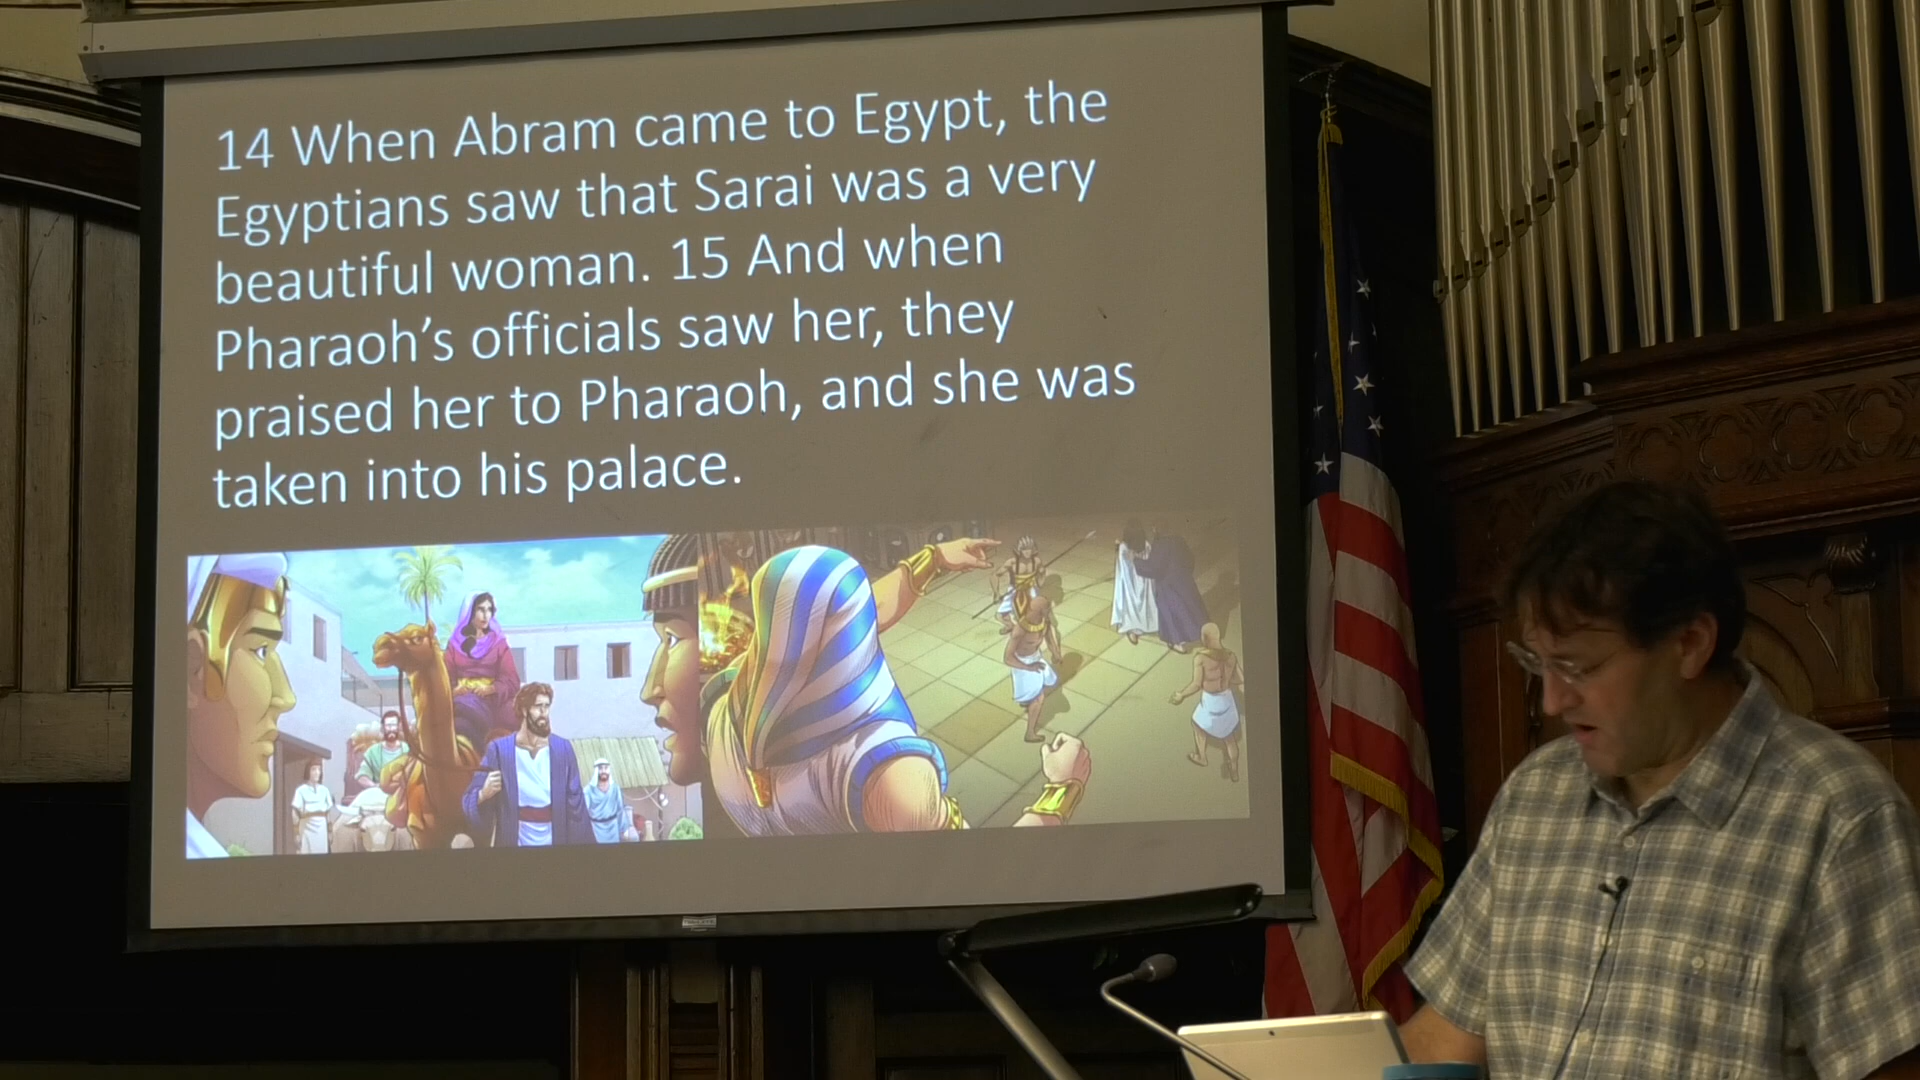 14 When Abram came to Egypt, the
Egyptians saw that Sarai was a very
beautiful woman. 15 And when
Pharaoh’s officials saw her, they
praised her to Pharaoh, and she was
taken into his palace.